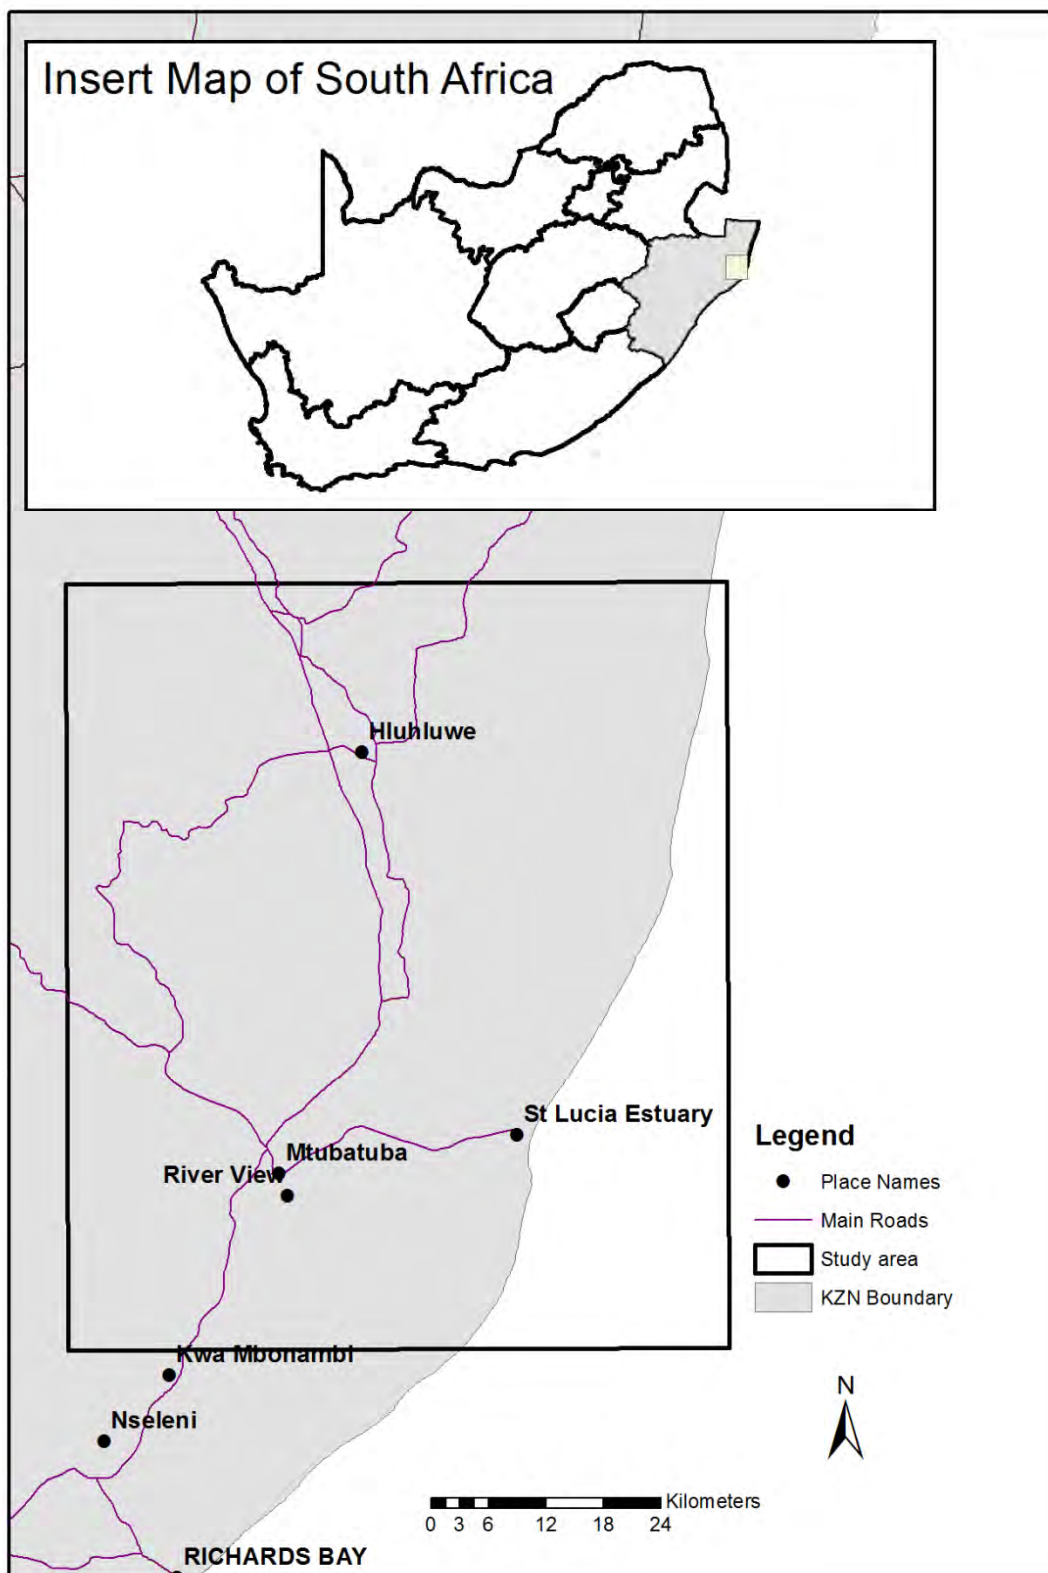 Insert Map of South Africa
Hluhluwe
St Lucia Estuary
Mtubatuba
River View
Kwa Mbonambi
Nseleni
RICHARDS BAY
Legend
Place Names
Main Roads
Study area
KZN Boundary
N
Kilometers
0 3 6 12 18 24